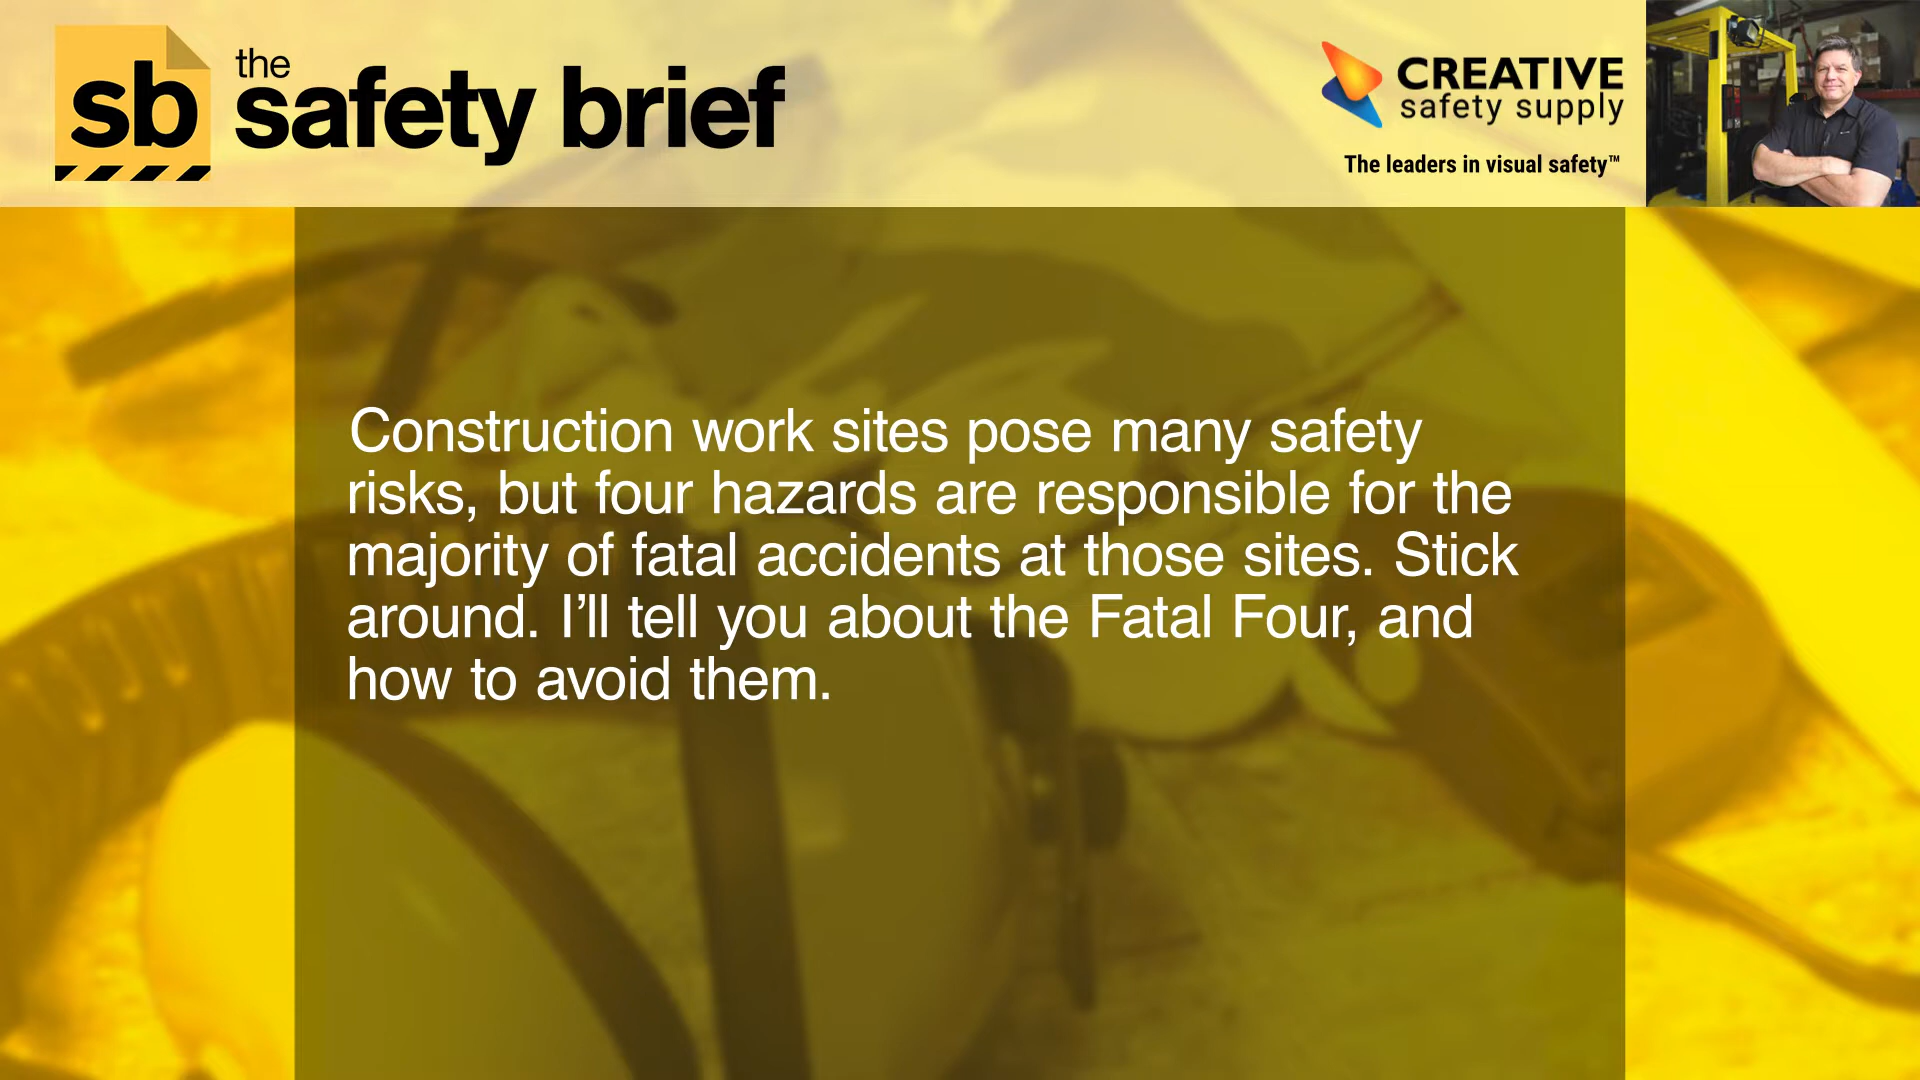 sb
the
safety brief
CREATIVE
safety supply
The leaders in visual safety™
Construction work sites pose many safety
risks, but four hazards are responsible for the
majority of fatal accidents at those sites. Stick
around. I’ll tell you about the Fatal Four, and
how to avoid them.